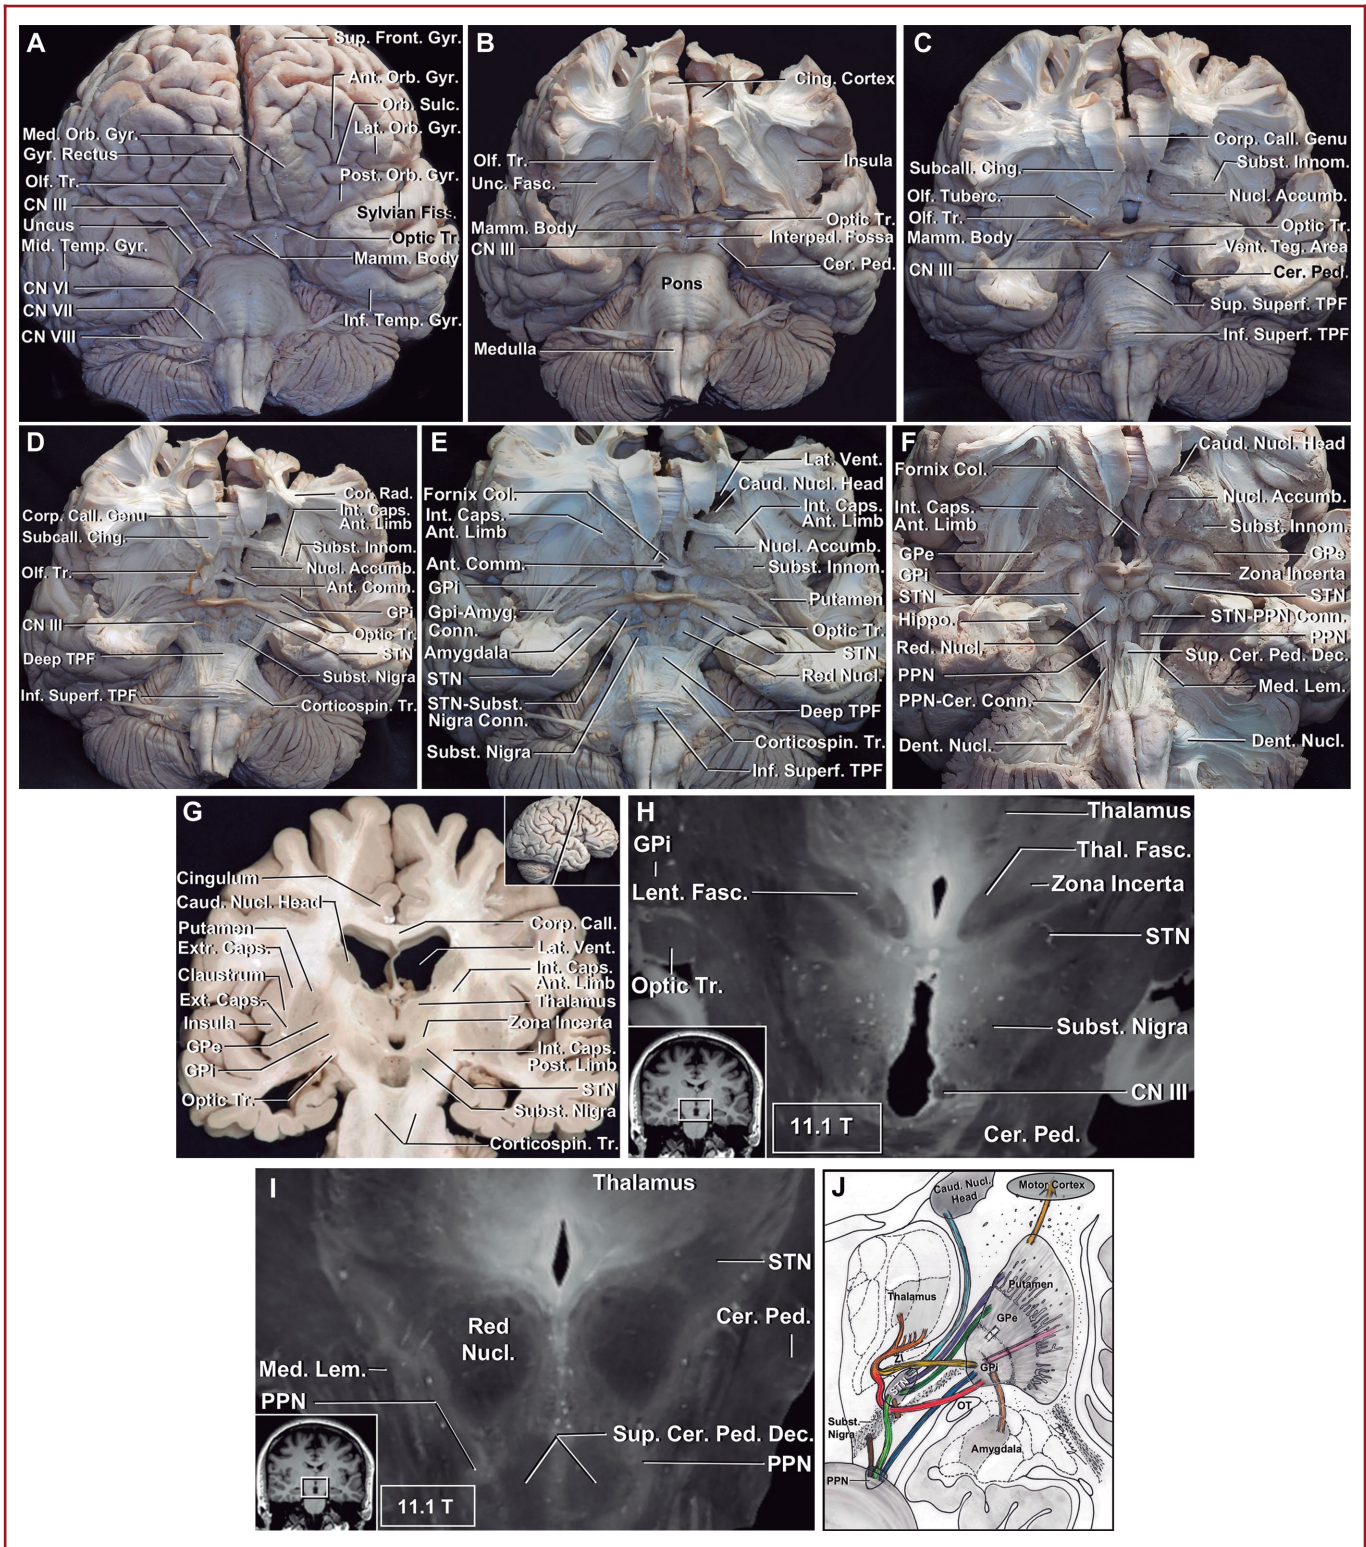 A
Sup. Front. Gyr.
Ant. Orb. Gyr.
Orb. Sulc.
Lat. Orb. Gyr.
Med. Orb. Gyr.
Gyr. Rectus
Olf. Tr.
Post. Orb. Gyr.
CN III
Sylvian Fiss.
Uncus
Optic Tr.
Mid. Temp. Gyr.
Mamm. Body
CN VI
CN VII
Inf. Temp. Gyr.
CN VIII
B
Cing. Cortex
Olf. Tr.
Insula
Unc. Fasc.
Optic Tr.
Mamm. Body
Interped. Fossa
CN III
Cer. Ped.
Pons
Medulla
C
Corp. Call. Genu
Subst. Innom.
Subcall. Cing.
Nucl. Accumb.
Olf. Tuberc.
Olf. Tr.
Optic Tr.
Mamm. Body
Vent. Teg. Area
CN III
Cer. Ped.
Sup. Superf. TPF
Inf. Superf. TPF
D
Cor. Rad.
Int. Caps.
Ant. Limb
Corp. Call. Genu
Subcall. Cing.
Subst. Innom.
Nucl. Accumb.
Olf. Tr.
Ant. Comm.
GPi
CN III
Optic Tr.
Deep TPF
STN
Subst. Nigra
Inf. Superf. TPF
Corticospin. Tr.
E
Lat. Vent.
Caud. Nucl. Head
Fornix Col.
Int. Caps.
Ant. Limb
Int. Caps.
Ant. Limb
Nucl. Accumb.
Ant. Comm.
Subst. Innom.
GPi
Putamen
Gpi-Amyg.
Conn.
Optic Tr.
Amygdala
STN
STN
Red Nucl.
STN-Subst.
Nigra Conn.
Deep TPF
Corticospin. Tr.
Subst. Nigra
Inf. Superf. TPF
F
Caud. Nucl. Head
Fornix Col.
Nucl. Accumb.
Int. Caps.
Ant. Limb
Subst. Innom.
GPe
GPe
GPi
Zona Incerta
STN
STN
Hippo.
STN-PPN Conn.
PPN
Red. Nucl.
Sup. Cer. Ped. Dec.
PPN
Med. Lem.
PPN-Cer. Conn.
Dent. Nucl.
Dent. Nucl.
G
Cingulum
Caud. Nucl. Head
Corp. Call.
Putamen
Extr. Caps.
Lat. Vent.
Int. Caps.
Ant. Limb
Claustrum
Ext. Caps.
Thalamus
Insula
Zona Incerta
GPe
Int. Caps.
Post. Limb
GPi
STN
Optic Tr.
Subst. Nigra
Corticospin. Tr.
H
Thalamus
GPi
Thal. Fasc.
Lent. Fasc.
Zona Incerta
STN
Optic Tr.
Subst. Nigra
CN III
11.1 T
Cer. Ped.
I
Thalamus
STN
Red
Nucl.
Cer. Ped.
Med. Lem.
PPN
Sup. Cer. Ped. Dec.
PPN
11.1 T
J
Caud. Nucl.
Head
Motor Cortex
Putamen
Thalamus
GPe
ZI
GPi
STN
OT
Subst.
Nigra
Amygdala
PPN